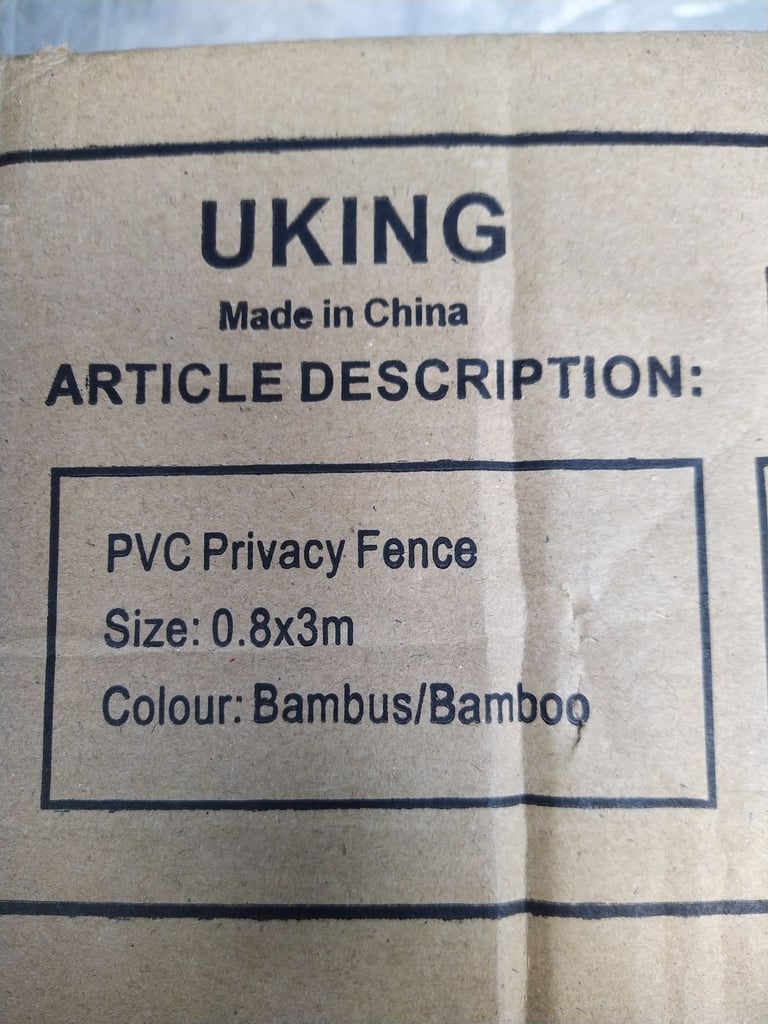 UKING
Made in China
ARTICLE DESCRIPTION:
PVC Privacy Fence
Size: 0.8x3m
Colour: Bambus/Bamboo